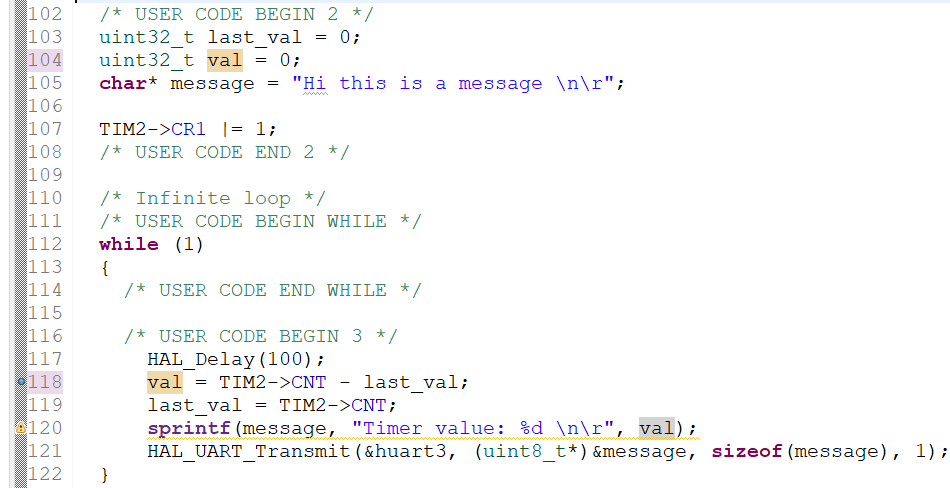 102 /* USER CODE BEGIN 2 */
103 uint32_t last_val = 0;
104 uint32_t val = 0;
105 char* message = "Hi this is a message \n\r";
106
107 TIM2->CR1 |= 1;
108 /* USER CODE END 2 */
109
110 /* Infinite loop */
111 /* USER CODE BEGIN WHILE */
112 while (1)
113 {
114 /* USER CODE END WHILE */
115
116 /* USER CODE BEGIN 3 */
117 HAL_Delay(100);
118 val = TIM2->CNT - last_val;
119 last_val = TIM2->CNT;
120 sprintf(message, "Timer value: %d \n\r", val);
121 HAL_UART_Transmit(&huart3, (uint8_t*)&message, sizeof(message), 1);
122 }